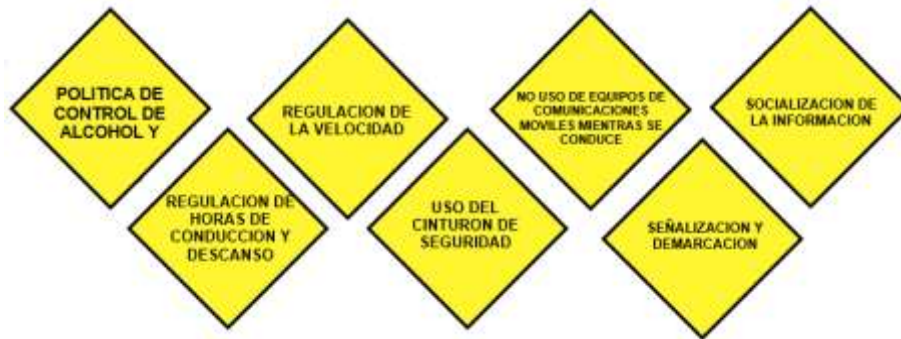 POLITICA DE
CONTROL DE
ALCOHOL Y
REGULACION DE
HORAS DE
CONDUCCION Y
DESCANSO
REGULACION DE
LA VELOCIDAD
USO DEL
CINTURON DE
SEGURIDAD
NO USO DE EQUIPOS DE
COMUNICACIONES
MOVILES MIENTRAS SE
CONDUCE
SEÑALIZACION Y
DEMARCACION
SOCIALIZACION DE
LA INFORMACION